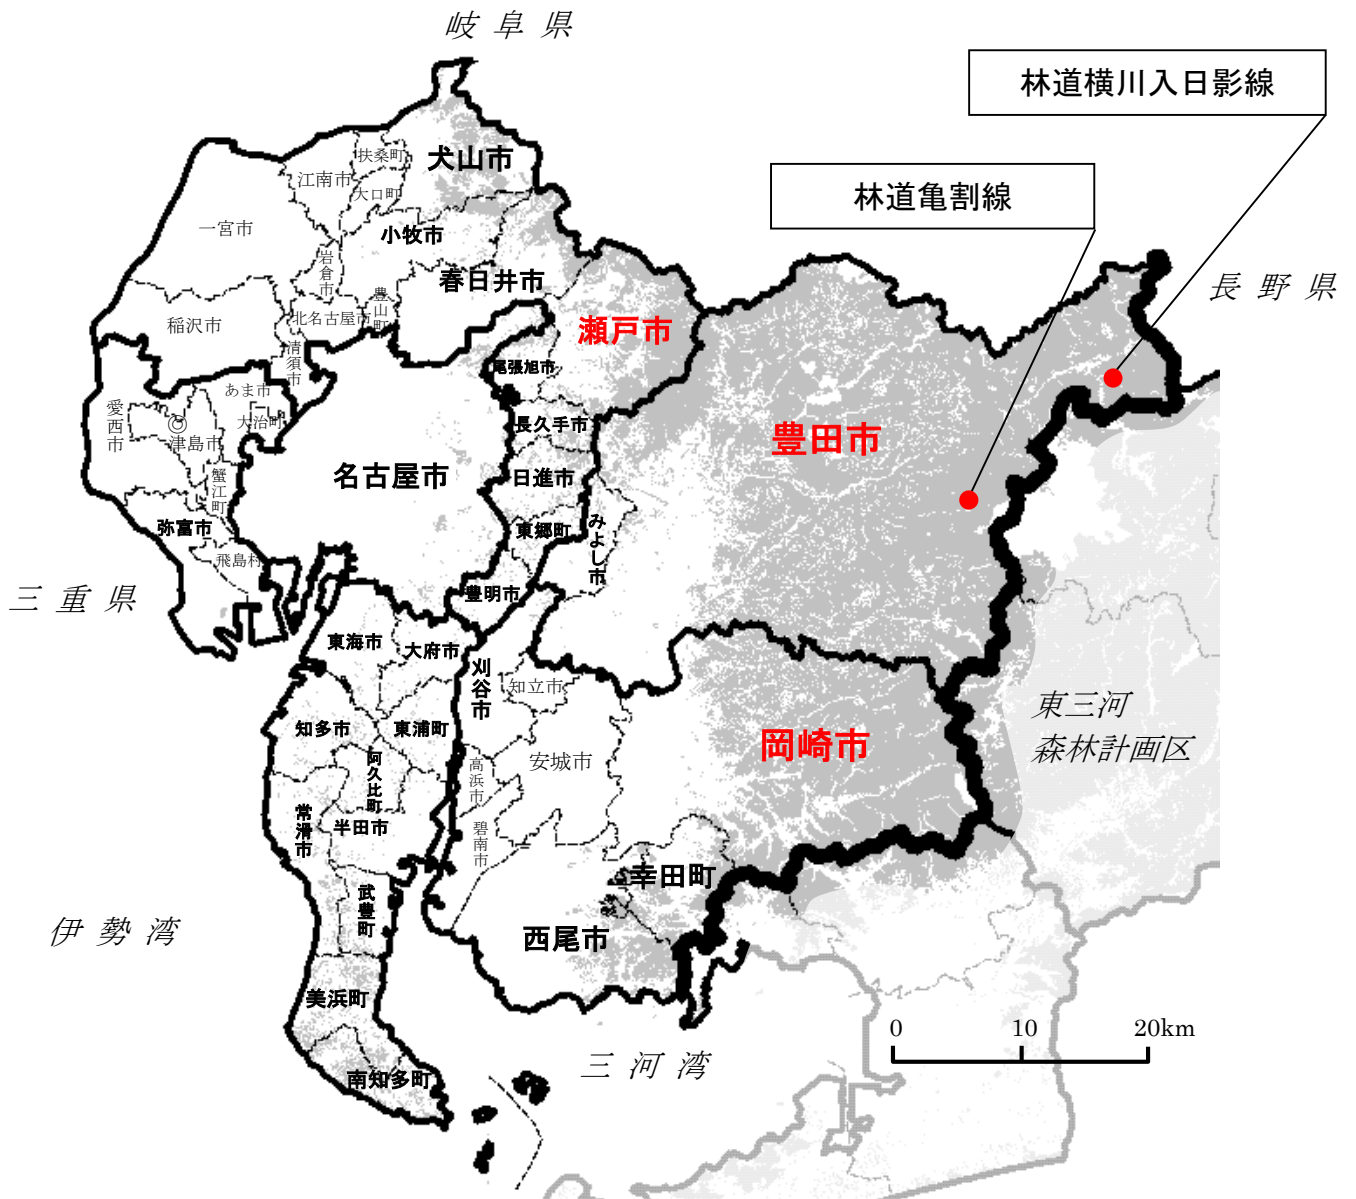 岐阜県
林道横川入日影線
林道亀割線
扶桑町
犬山市
江南市
大口町
一宮市
小牧市
岩倉市
春日井市
豊山町
長野県
稲沢市
北名古屋市
瀬戸市
清須市
尾張旭市
あま市
愛西市
大治町
津島市
長久手市
豊田市
名古屋市
日進市
蟹江町
弥富市
東郷町
みよし市
飛島村
三重県
豊明市
東海市
大府市
刈谷市
知立市
東三河
森林計画区
知多市
東浦町
岡崎市
安城市
高浜市
阿久比町
常滑市
半田市
碧南市
幸田町
武豊町
伊勢湾
西尾市
美浜町
0 10 20km
三河湾
南知多町